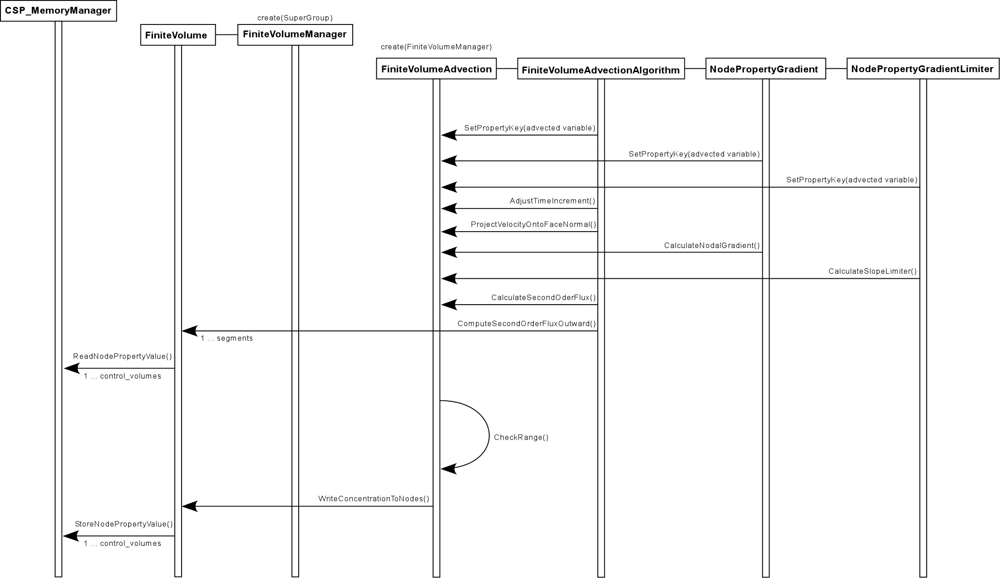 CSP_MemoryManager
create(SuperGroup)
FiniteVolume
FiniteVolumeManager
create(FiniteVolumeManager)
FiniteVolumeAdvection
FiniteVolumeAdvectionAlgorithm
NodePropertyGradient
NodePropertyGradientLimiter
SetPropertyKey(advected variable)
SetPropertyKey(advected variable)
SetPropertyKey(advected variable)
AdjustTimeIncrement()
ProjectVelocityOntoFaceNormal()
CalculateNodalGradient()
CalculateSlopeLimiter()
CalculateSecondOderFlux()
ComputeSecondOrderFluxOutward()
1 ... segments
ReadNodePropertyValue()
1 ... control_volumes
CheckRange()
WriteConcentrationToNodes()
StoreNodePropertyValue()
1 ... control_volumes